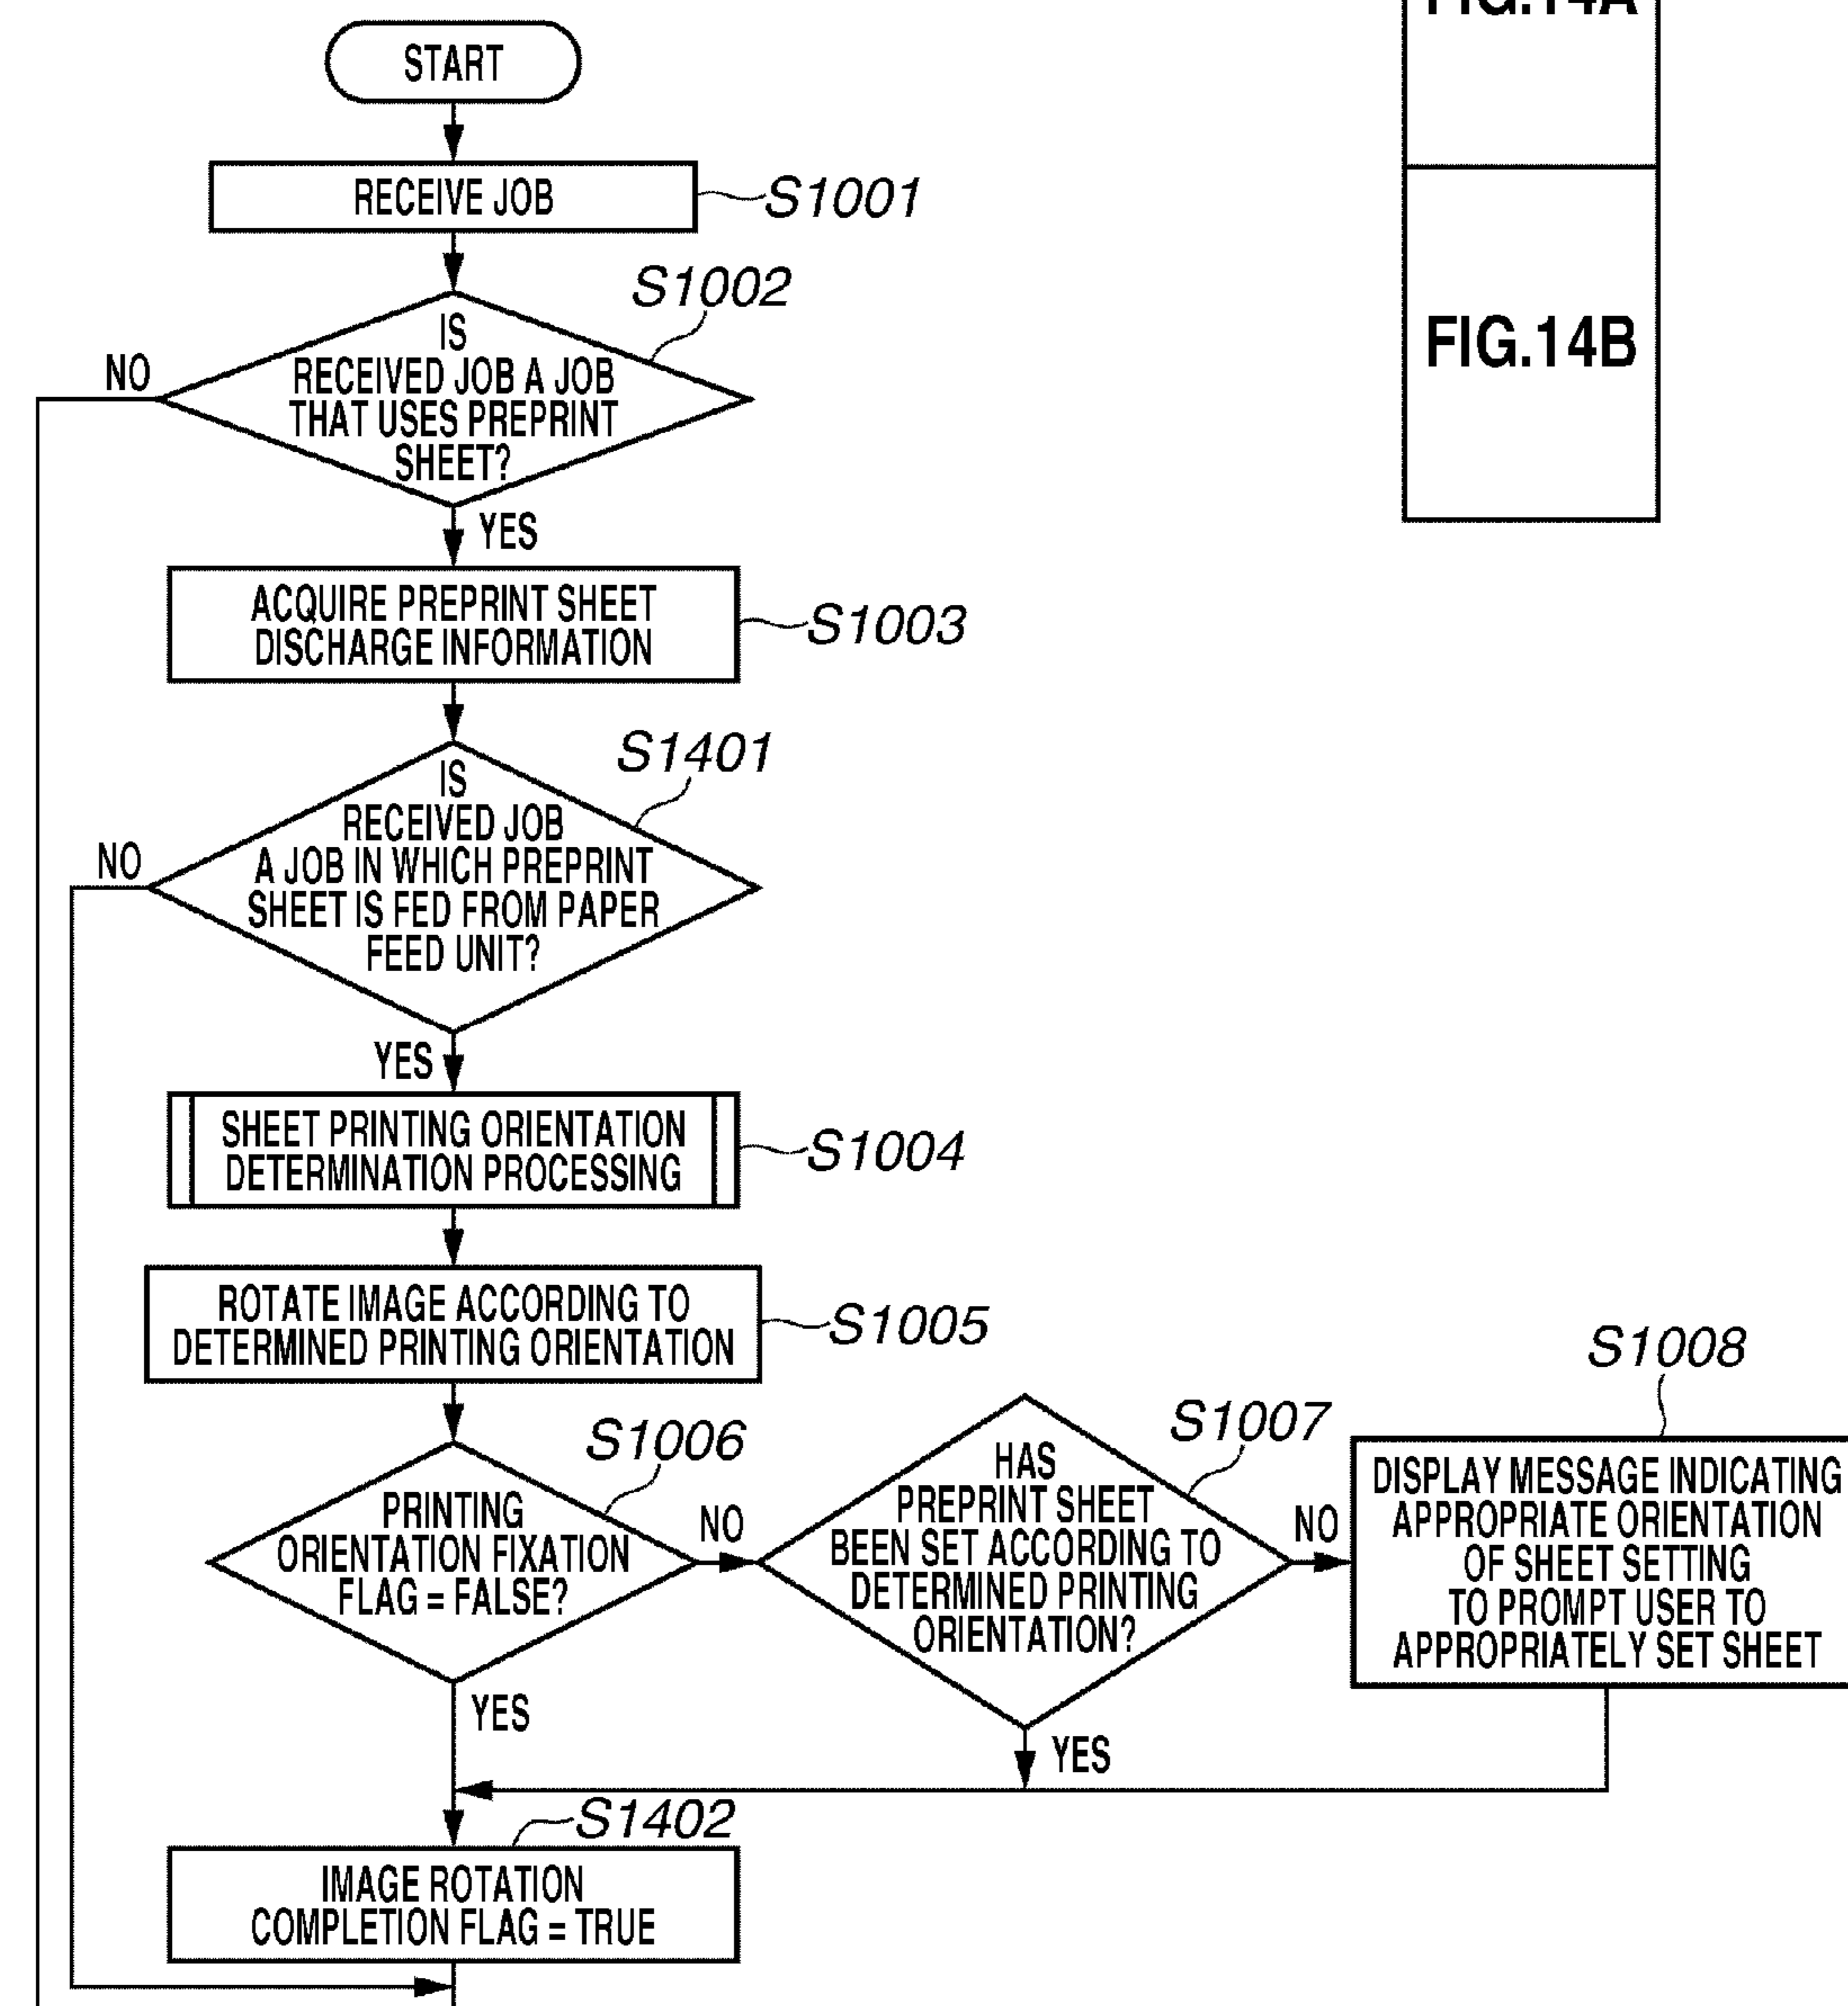 FIG.14A
FIG.14B
START
RECEIVE JOB
S1001
S1002
IS
RECEIVED JOB A JOB
THAT USES PREPRINT
SHEET?
NO
YES
ACQUIRE PREPRINT SHEET
DISCHARGE INFORMATION
S1003
S1401
IS
RECEIVED JOB
A JOB IN WHICH PREPRINT
SHEET IS FED FROM PAPER
FEED UNIT?
NO
YES
SHEET PRINTING ORIENTATION
DETERMINATION PROCESSING
S1004
ROTATE IMAGE ACCORDING TO
DETERMINED PRINTING ORIENTATION
S1005
S1006
PRINTING
ORIENTATION FIXATION
FLAG = FALSE?
NO
YES
S1007
HAS
PREPRINT SHEET
BEEN SET ACCORDING TO
DETERMINED PRINTING
ORIENTATION?
NO
YES
S1008
DISPLAY MESSAGE INDICATING
APPROPRIATE ORIENTATION
OF SHEET SETTING
TO PROMPT USER TO
APPROPRIATELY SET SHEET
S1402
IMAGE ROTATION
COMPLETION FLAG = TRUE